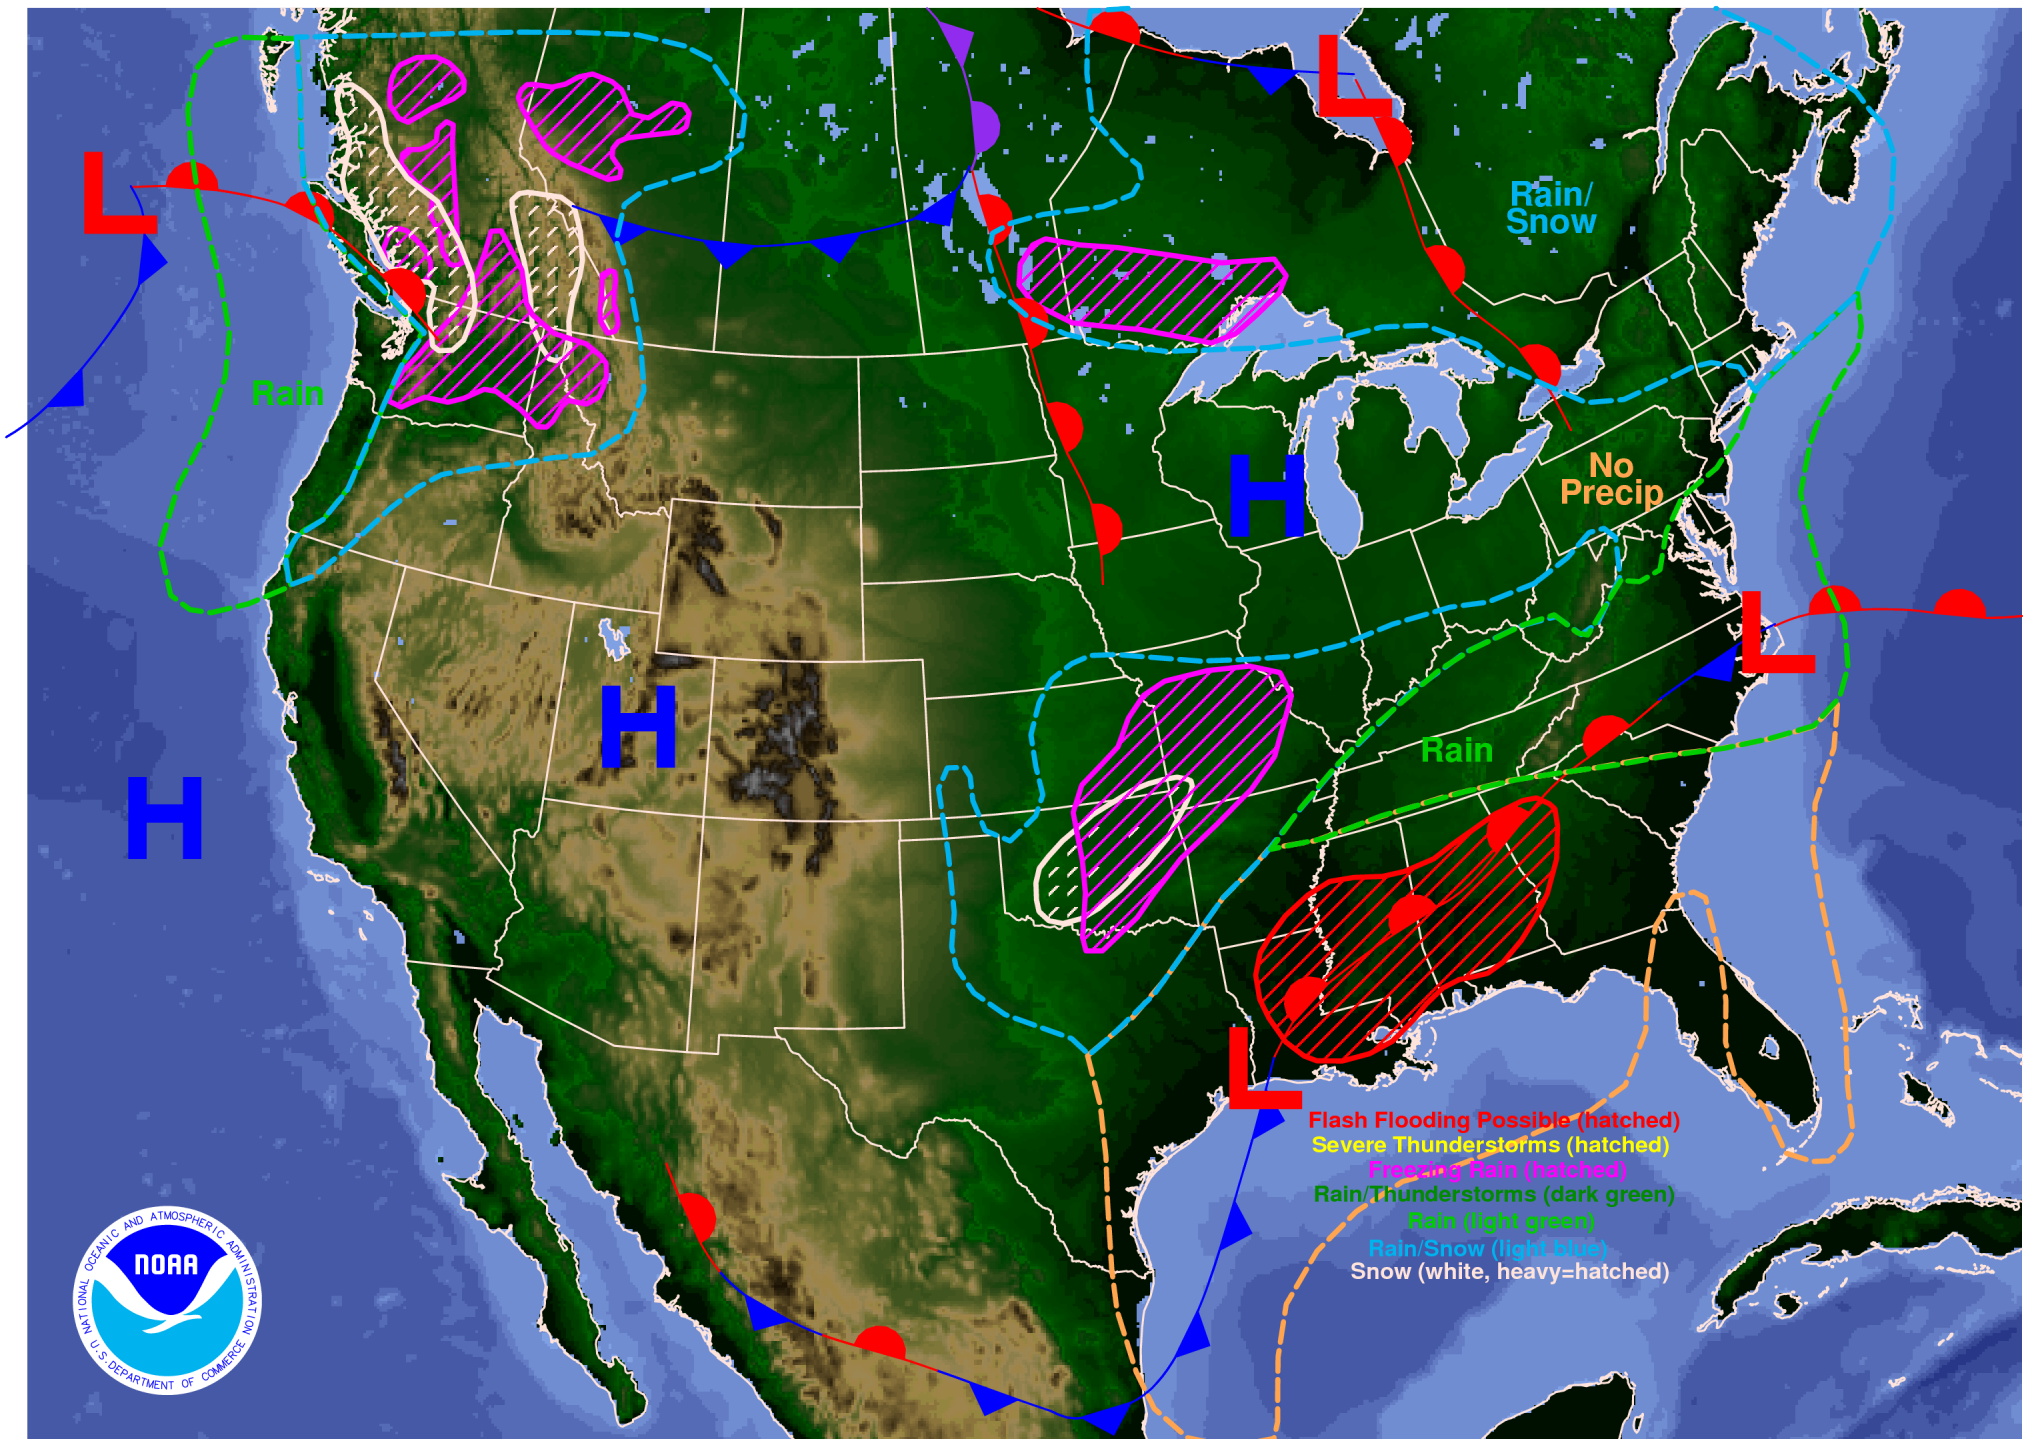 L
Rain/
Snow
L
Rain
H
No
Precip
L
H
Rain
H
L
Flash Flooding Possible (hatched)
Severe Thunderstorms (hatched)
Freezing Rain (hatched)
Rain/Thunderstorms (dark green)
Rain (light green)
Rain/Snow (light blue)
Snow (white, heavy=hatched)
NATIONAL OCEANIC AND ATMOSPHERIC ADMINISTRATION
NOAA
U.S. DEPARTMENT OF COMMERCE